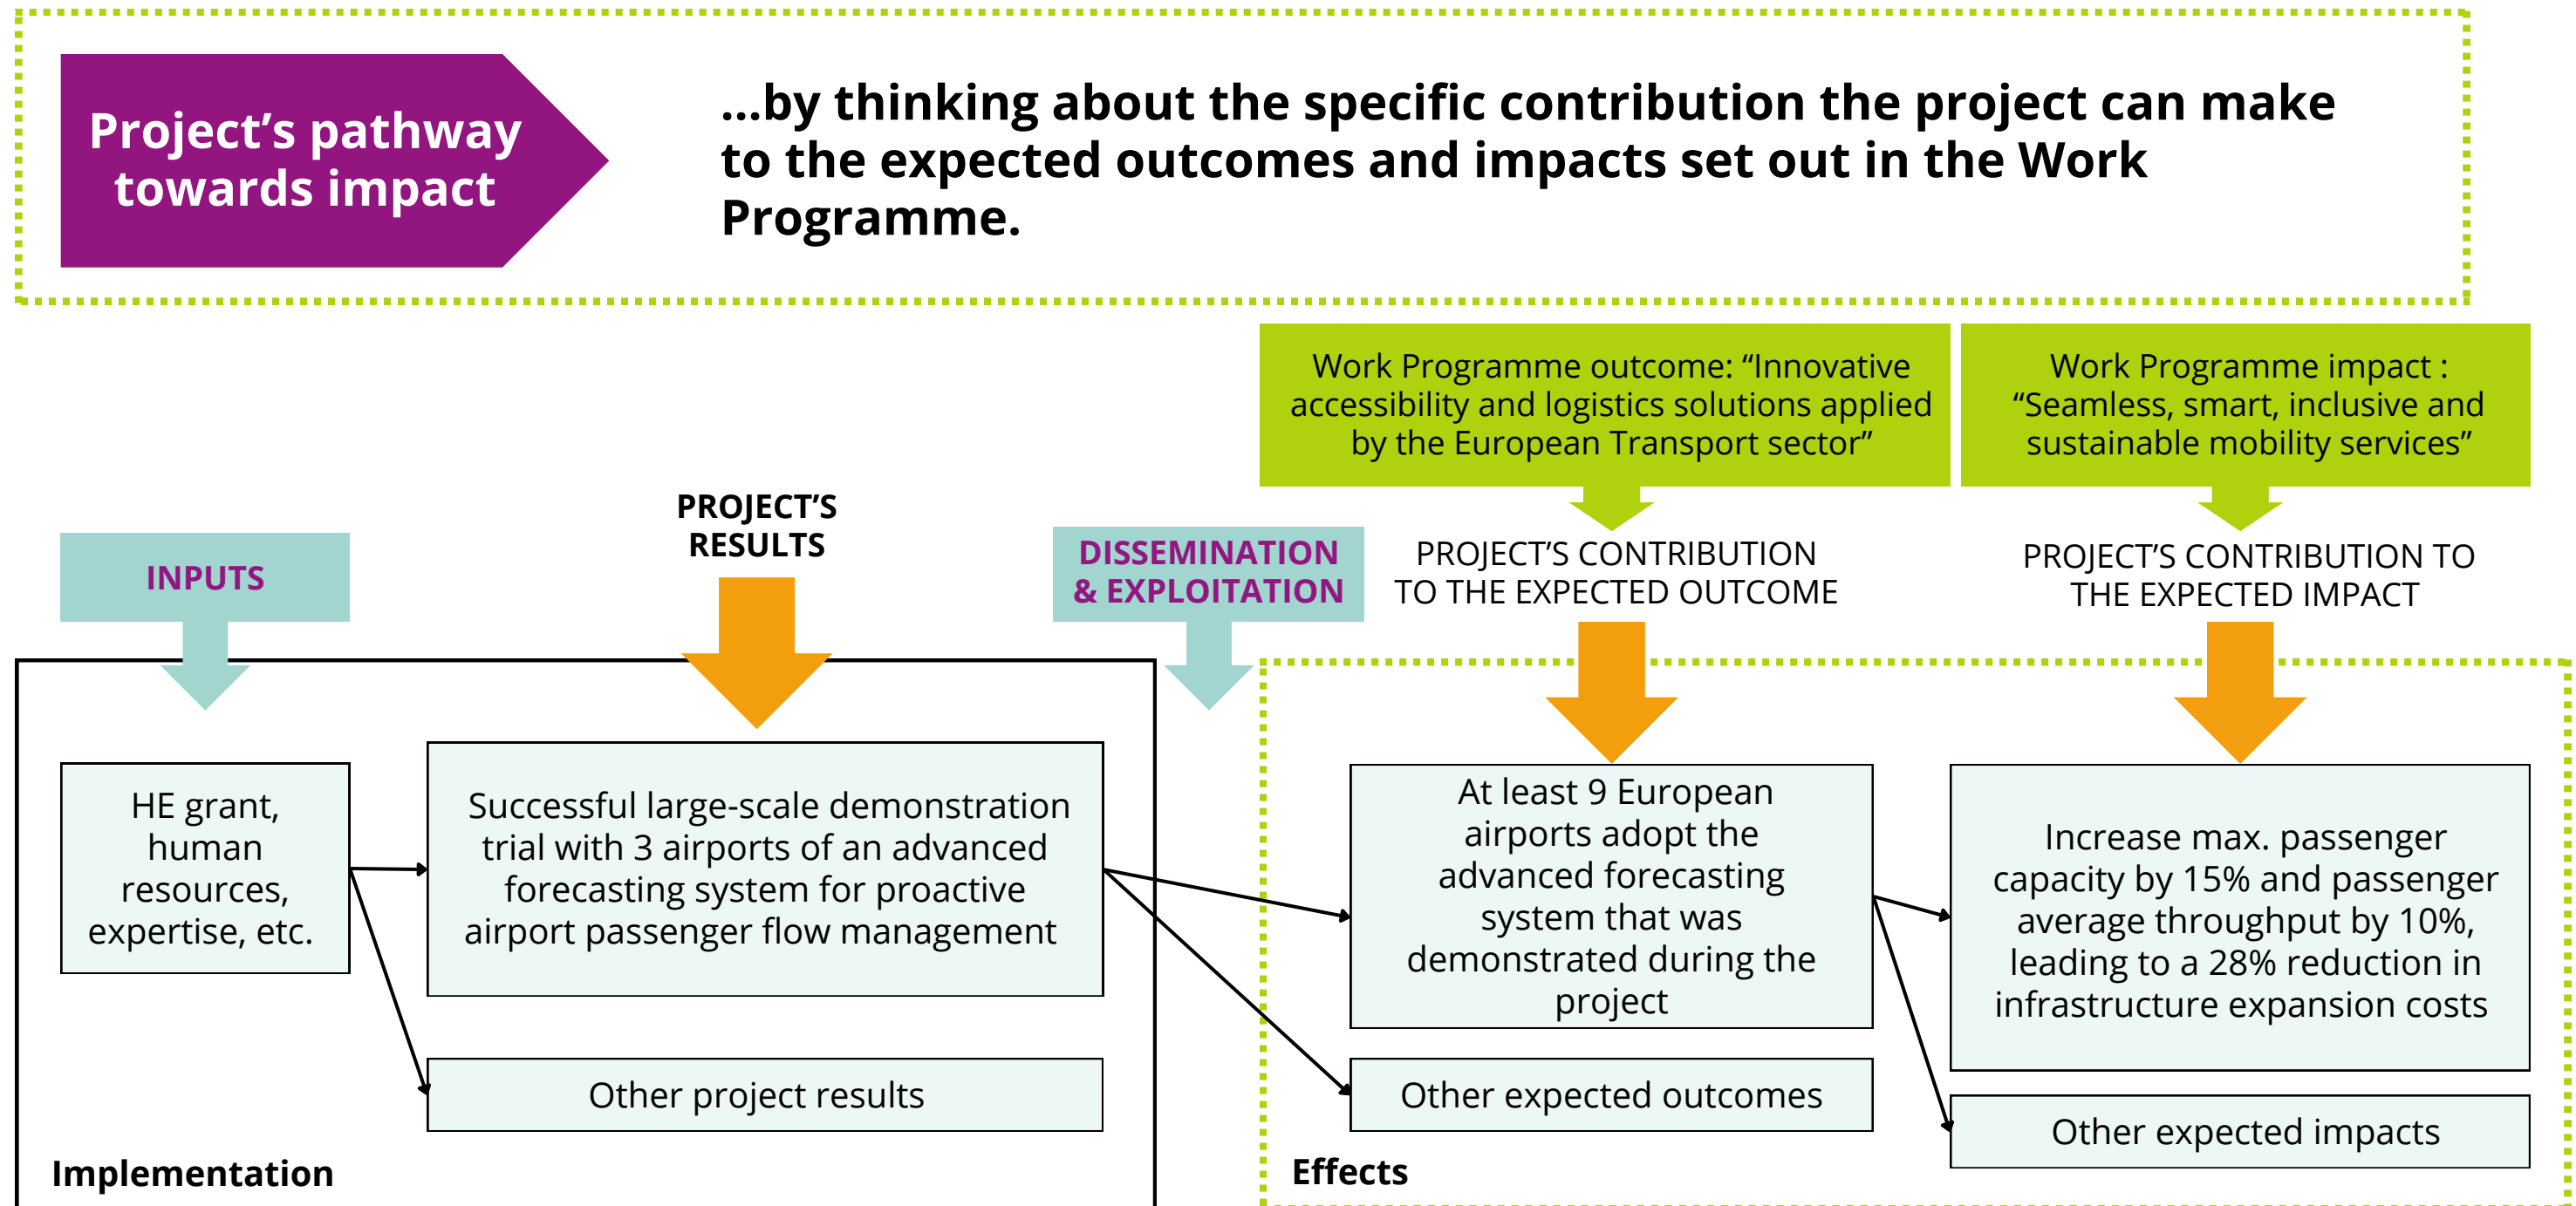 Project’s pathway
towards impact
...by thinking about the specific contribution the project can make
to the expected outcomes and impacts set out in the Work
Programme.
Work Programme outcome: “Innovative
accessibility and logistics solutions applied
by the European Transport sector”
Work Programme impact :
“Seamless, smart, inclusive and
sustainable mobility services”
INPUTS
PROJECT’S
RESULTS
DISSEMINATION
& EXPLOITATION
PROJECT’S CONTRIBUTION
TO THE EXPECTED OUTCOME
PROJECT’S CONTRIBUTION TO
THE EXPECTED IMPACT
HE grant,
human
resources,
expertise, etc.
Successful large-scale demonstration
trial with 3 airports of an advanced
forecasting system for proactive
airport passenger flow management
Other project results
Implementation
At least 9 European
airports adopt the
advanced forecasting
system that was
demonstrated during the
project
Other expected outcomes
Increase max. passenger
capacity by 15% and passenger
average throughput by 10%,
leading to a 28% reduction in
infrastructure expansion costs
Other expected impacts
Effects